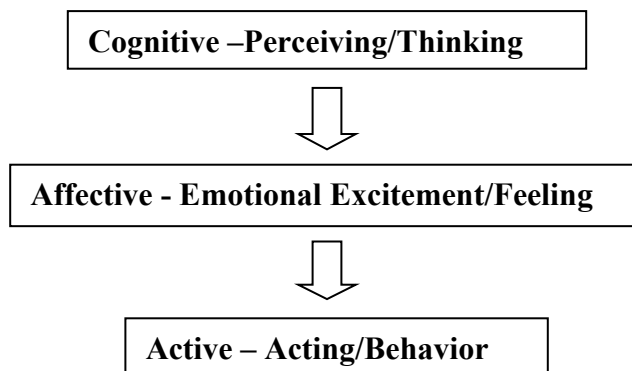 Cognitive –Perceiving/Thinking
Affective - Emotional Excitement/Feeling
Active – Acting/Behavior